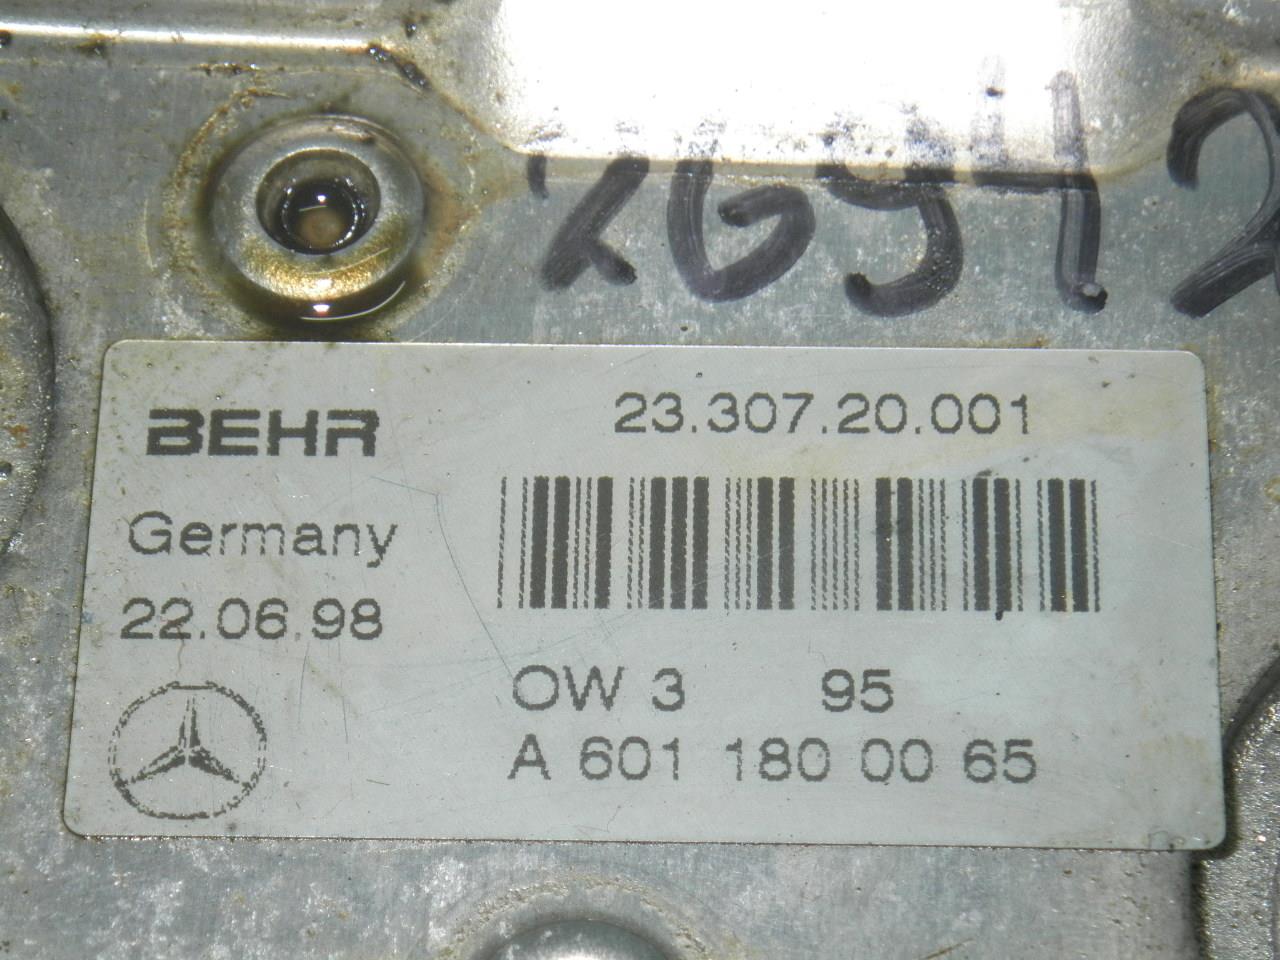 BEHR
23.307.20.001
Germany
22.06.98
OW 3 95
A 601 180 00 65